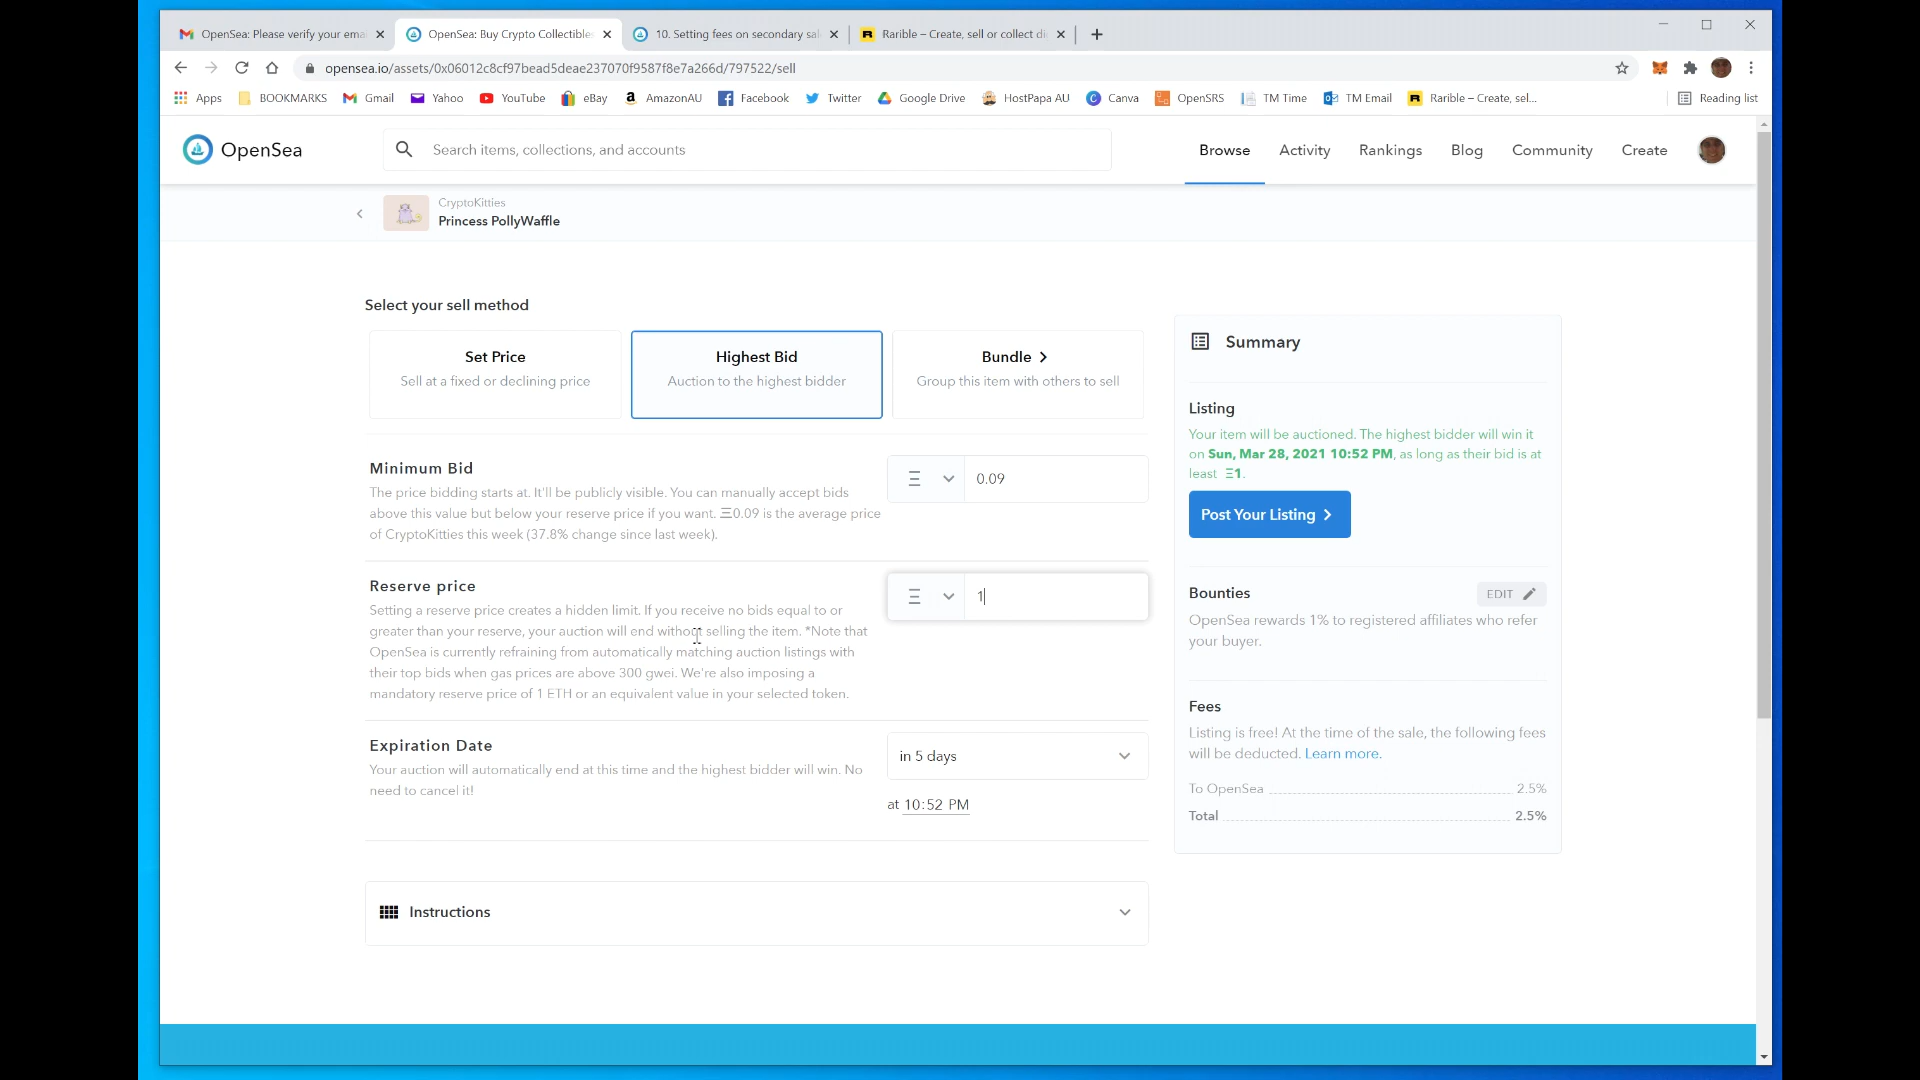 OpenSea: Please verify your ema
OpenSea: Buy Crypto Collectible
10. Setting fees on secondary sal
Rarible – Create, sell or collect di
opensea.io/assets/0x06012c8cf97bead5deae237070f9587f8e7a266d/797522/sell
Apps BOOKMARKS Gmail Yahoo YouTube eBay AmazonAU Facebook Twitter Google Drive HostPapa AU Canva OpenSRS TM Time TM Email Rarible – Create, sel... Reading list
OpenSea
Search items, collections, and accounts
Browse Activity Rankings Blog Community Create
CryptoKitties
Princess PollyWaffle
Select your sell method
Set Price
Sell at a fixed or declining price
Highest Bid
Auction to the highest bidder
Bundle
Group this item with others to sell
Minimum Bid
The price bidding starts at. It'll be publicly visible. You can manually accept bids
above this value but below your reserve price if you want. Ξ0.09 is the average price
of CryptoKitties this week (37.8% change since last week).
Ξ 0.09
Reserve price
Setting a reserve price creates a hidden limit. If you receive no bids equal to or
greater than your reserve, your auction will end without selling the item. *Note that
OpenSea is currently refraining from automatically matching auction listings with
their top bids when gas prices are above 300 gwei. We're also imposing a
mandatory reserve price of 1 ETH or an equivalent value in your selected token.
Ξ 1
Expiration Date
Your auction will automatically end at this time and the highest bidder will win. No
need to cancel it!
in 5 days
at 10:52 PM
Instructions
Summary
Listing
Your item will be auctioned. The highest bidder will win it
on Sun, Mar 28, 2021 10:52 PM, as long as their bid is at
least Ξ1.
Post Your Listing
Bounties
EDIT
OpenSea rewards 1% to registered affiliates who refer
your buyer.
Fees
Listing is free! At the time of the sale, the following fees
will be deducted. Learn more.
To OpenSea 2.5%
Total 2.5%